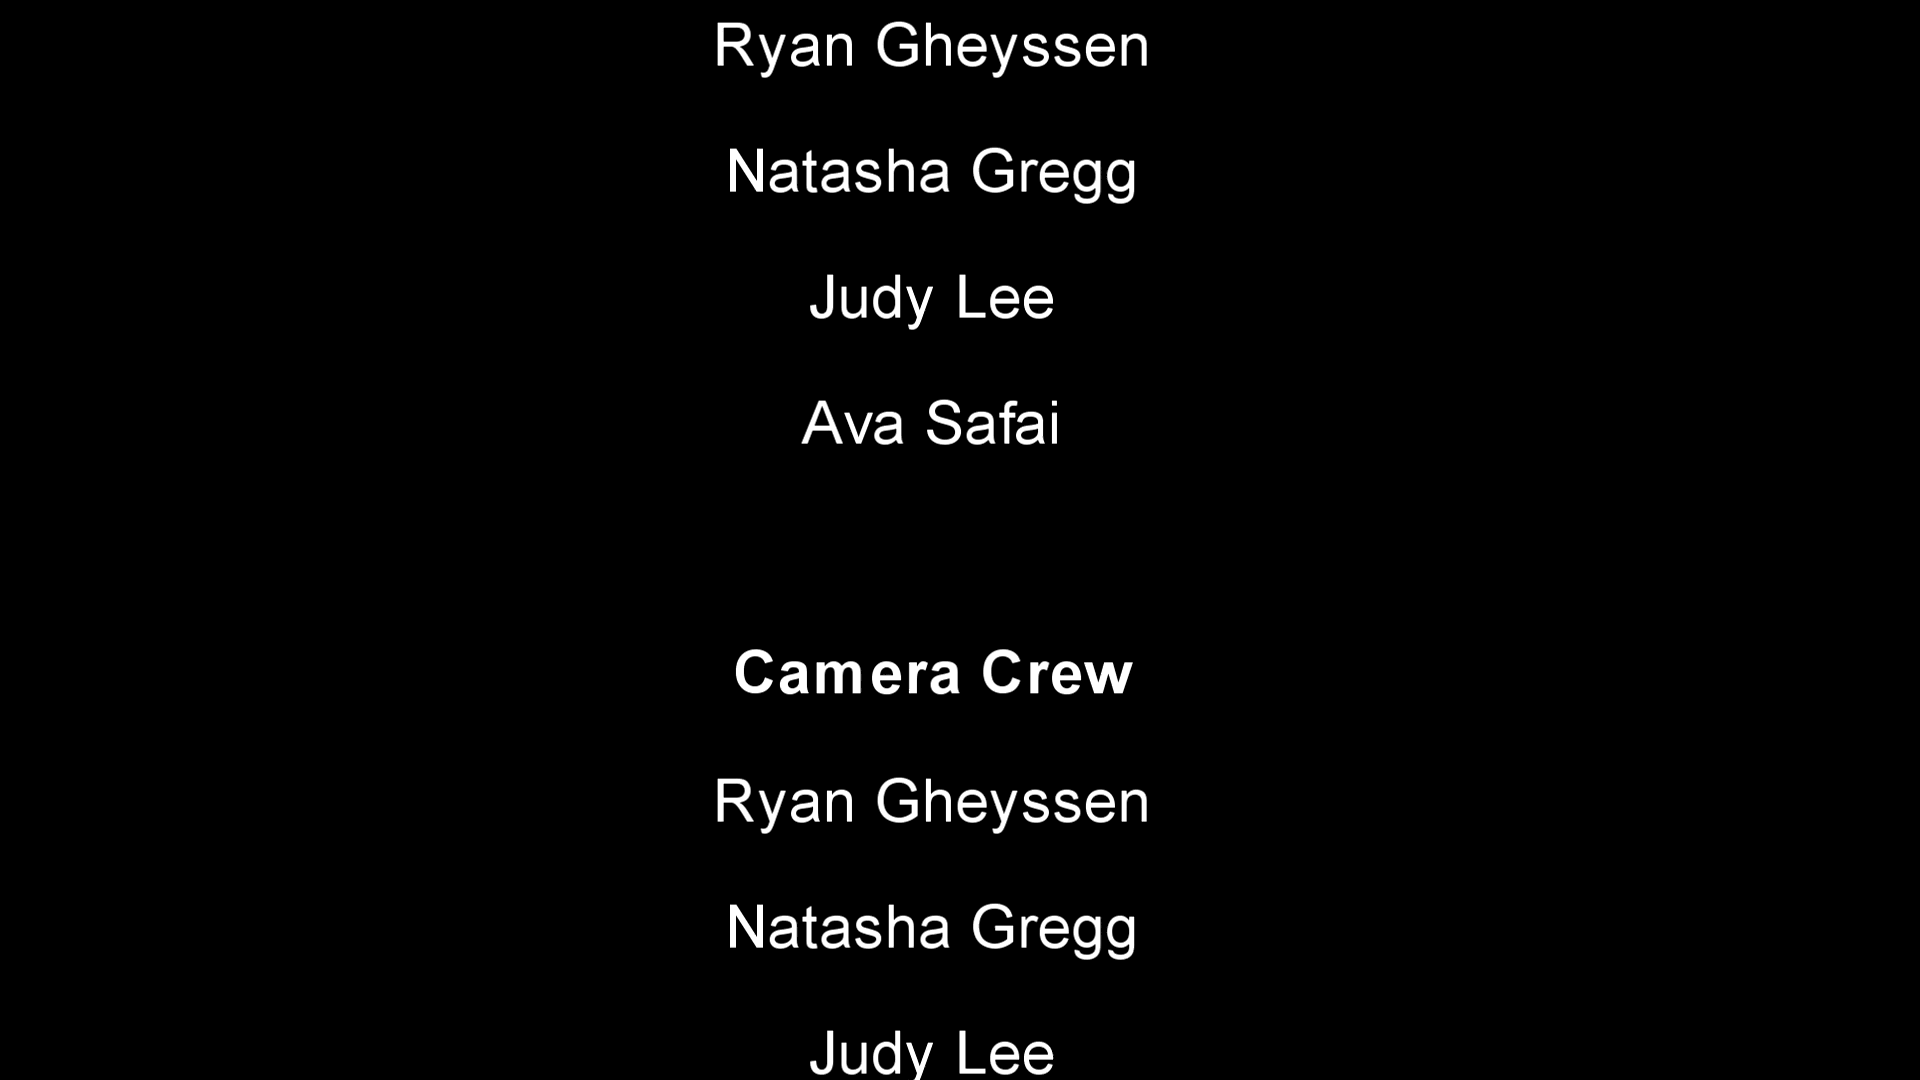 Ryan Gheyssen
Natasha Gregg
Judy Lee
Ava Safai
Camera Crew
Ryan Gheyssen
Natasha Gregg
Judy Lee